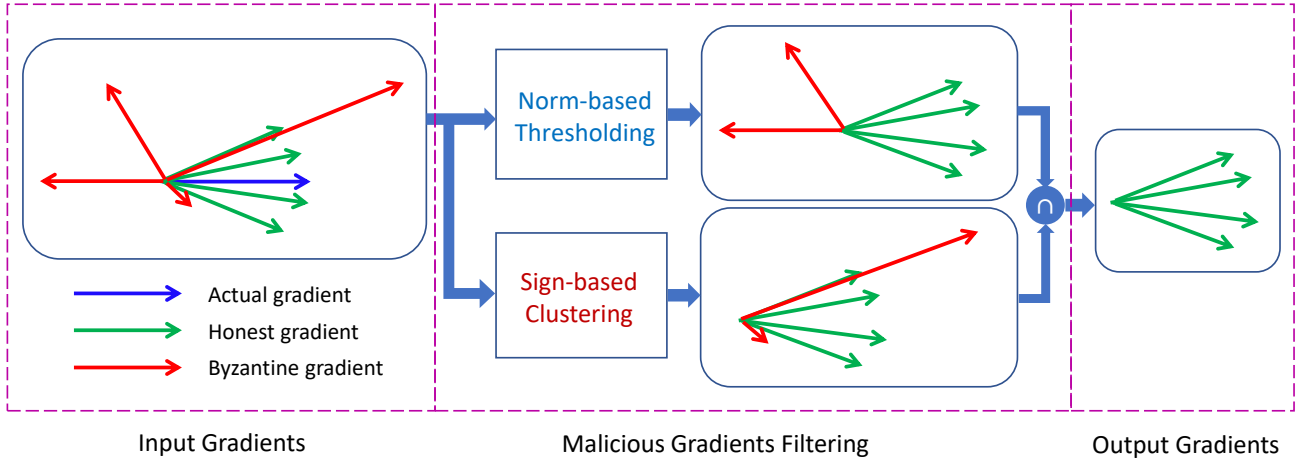 Norm-based
Thresholding
∩
Sign-based
Clustering
Actual gradient
Honest gradient
Byzantine gradient
Input Gradients
Malicious Gradients Filtering
Output Gradients